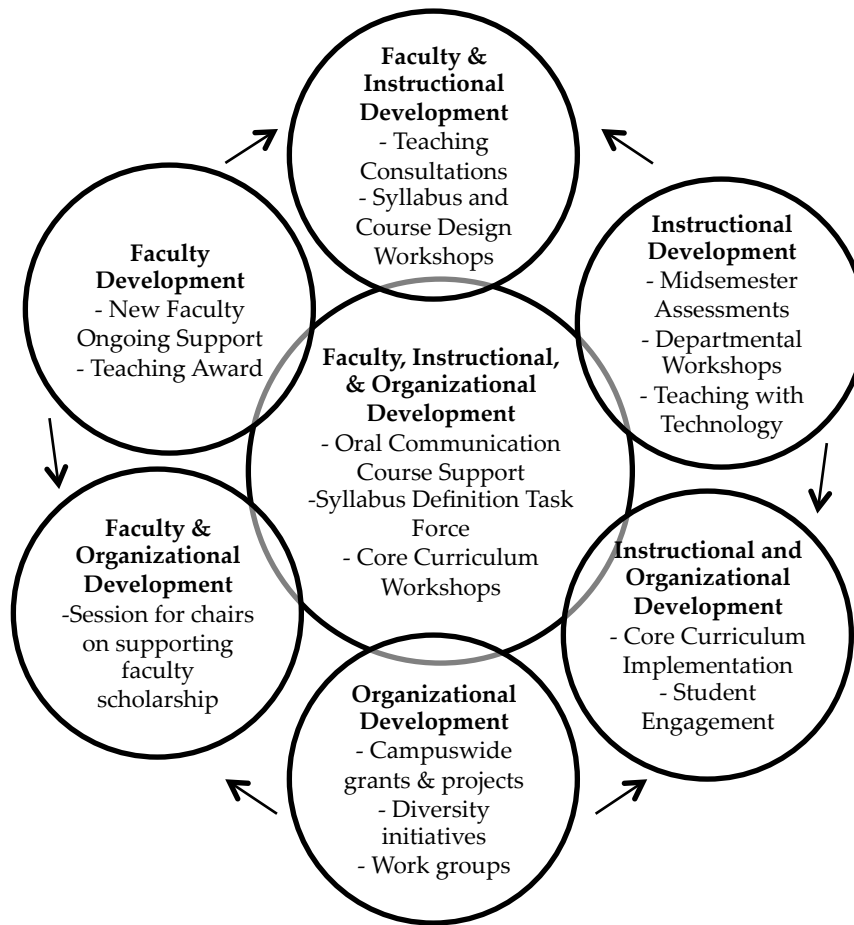 Faculty &
Instructional
Development
- Teaching
Consultations
- Syllabus and
Course Design
Workshops
Faculty
Development
- New Faculty
Ongoing Support
- Teaching Award
Instructional
Development
- Midsemester
Assessments
- Departmental
Workshops
- Teaching with
Technology
Faculty, Instructional,
& Organizational
Development
- Oral Communication
Course Support
-Syllabus Definition Task
Force
- Core Curriculum
Workshops
Faculty &
Organizational
Development
-Session for chairs
on supporting
faculty
scholarship
Instructional and
Organizational
Development
- Core Curriculum
Implementation
- Student
Engagement
Organizational
Development
- Campuswide
grants & projects
- Diversity
initiatives
- Work groups